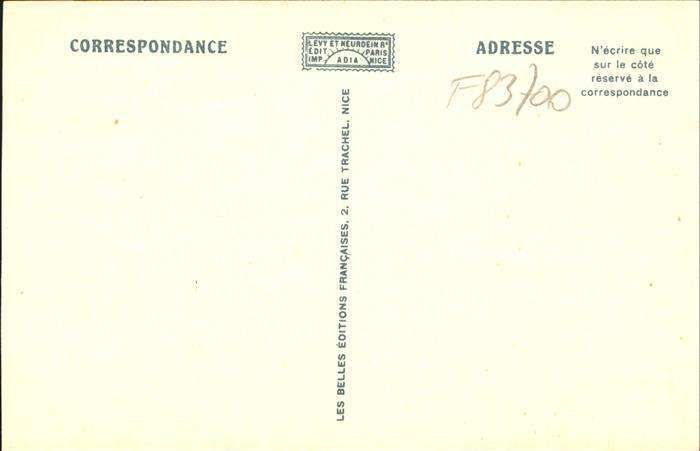 CORRESPONDANCE
LEVY ET NEURDEIN Rs
ÉDIT. PARIS
IMP. ADIA NICE
ADRESSE
N'écrire que
sur le côté
réservé à la
correspondance
F83700
LES BELLES ÉDITIONS FRANÇAISES, 2, RUE TRACHEL, NICE